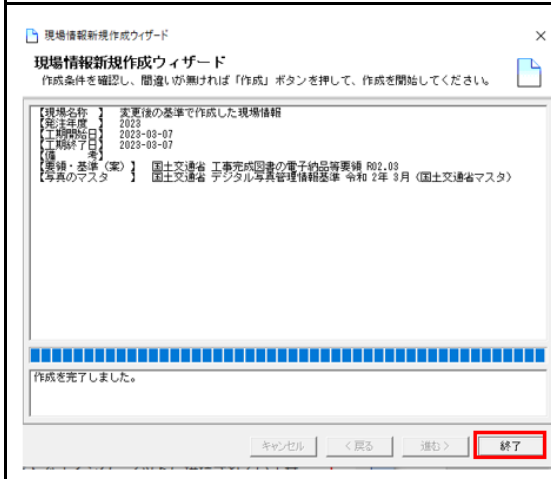 現場情報新規作成ウィザード
現場情報新規作成ウィザード
作成条件を確認し、間違いが無ければ「作成」ボタンを押して、作成を開始してください。
【現場名称　】　変更後の基準で作成した現場情報
【発注年度　】　2023
【工期開始日】　2023-03-07
【工期終了日】　2023-03-07
【備　　　考】
【要領・基準（案）】　国土交通省 工事完成図書の電子納品等要領 R02.03
【写真のマスタ　　】　国土交通省 デジタル写真管理情報基準 令和 2年 3月（国土交通省マスタ）
作成を完了しました。
キャンセル　< 戻る　進む >　終了